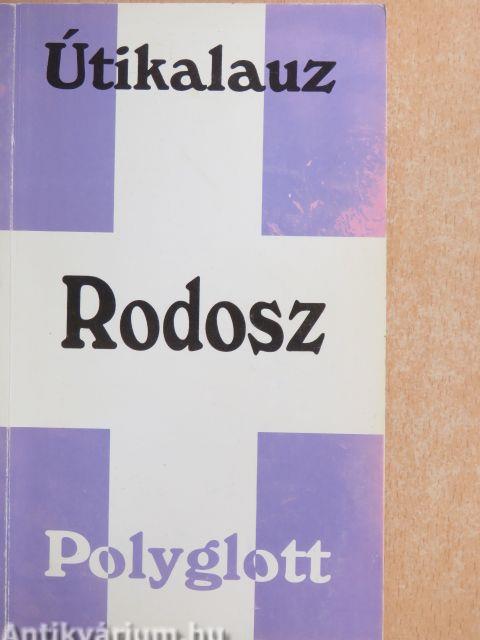 Útikalauz
Rodosz
Polyglott
Antikvárium.hu